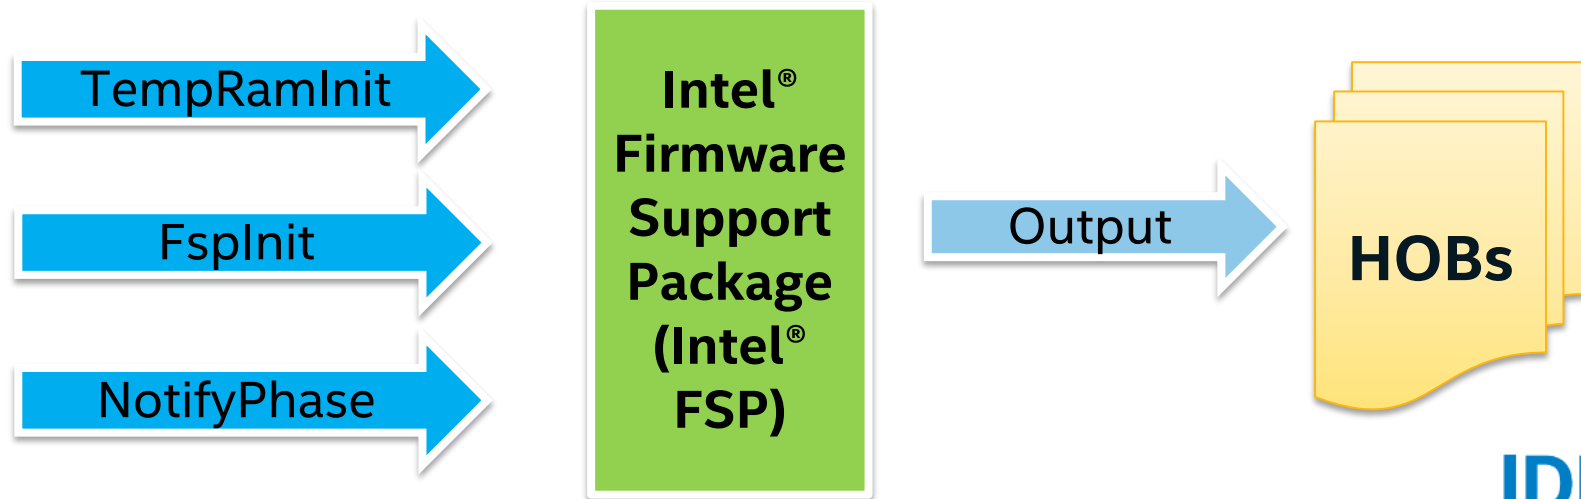 TempRamInit
FspInit
NotifyPhase
Intel®
Firmware
Support
Package
(Intel®
FSP)
Output
HOBs